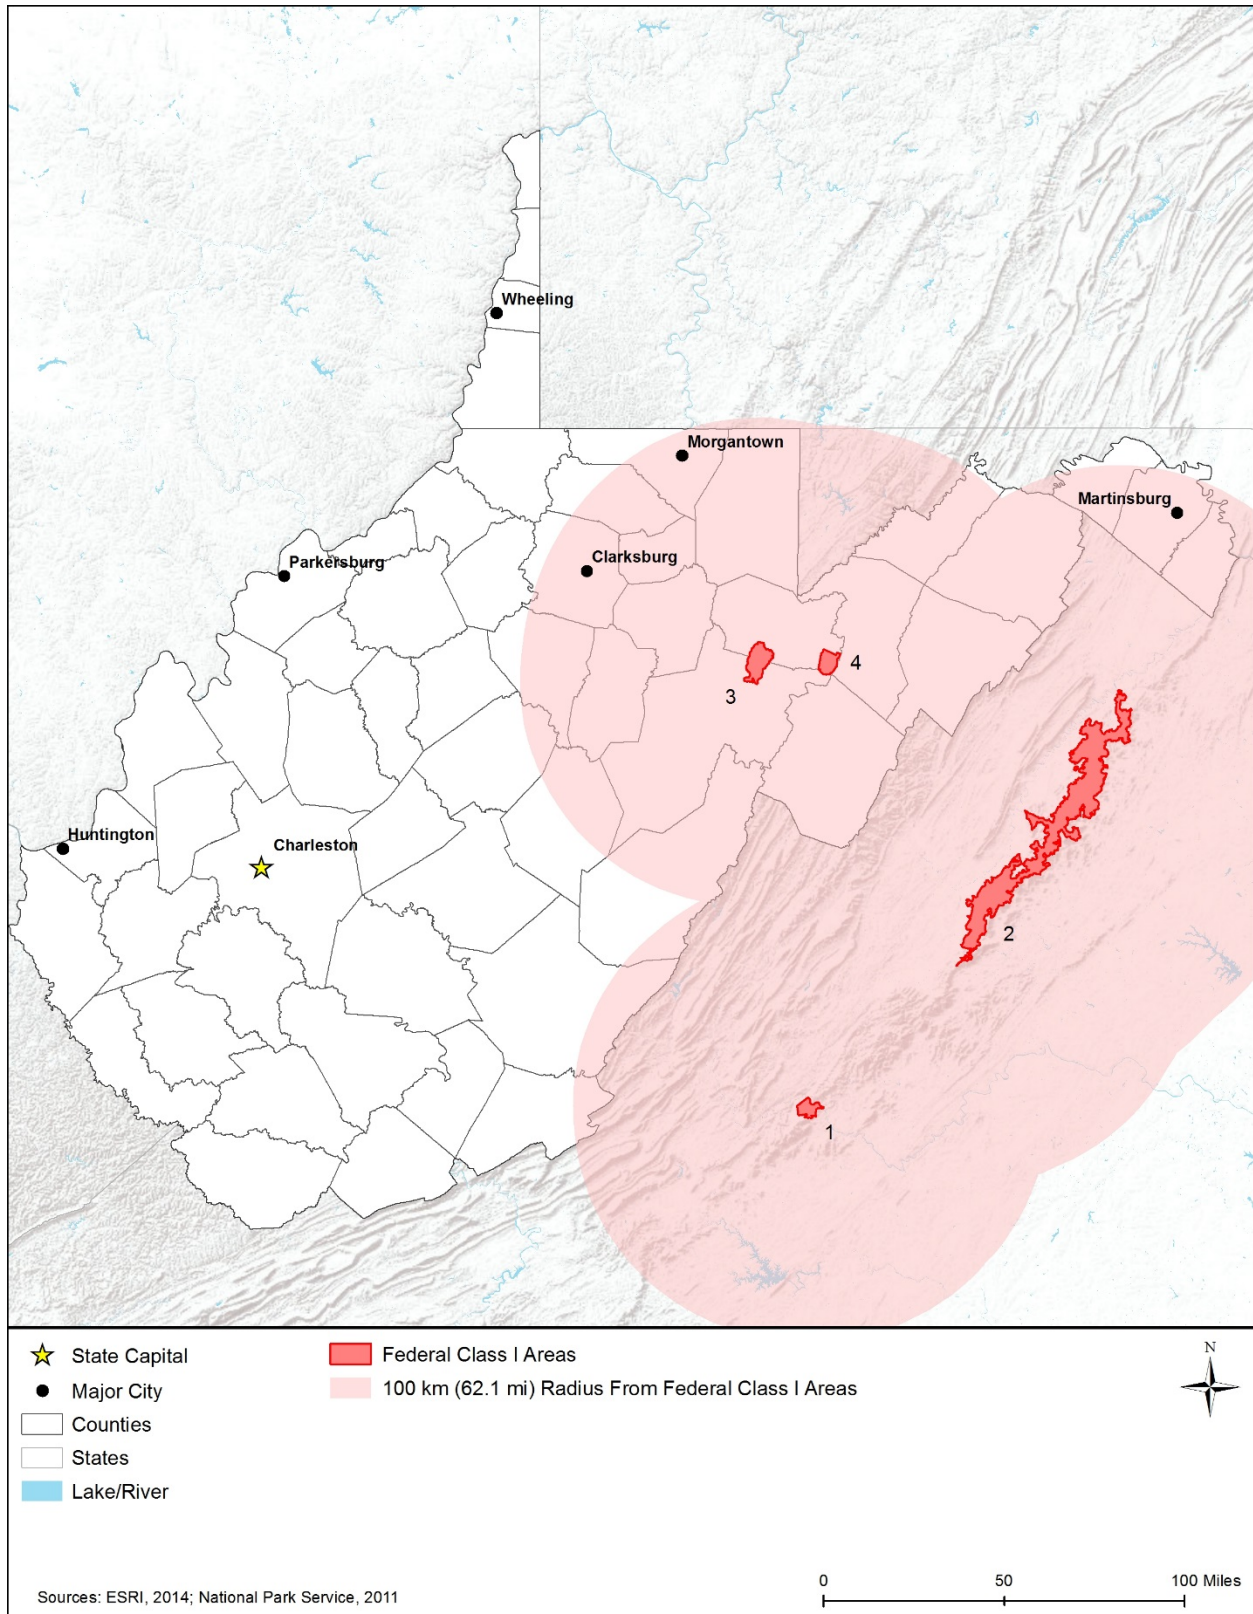 Wheeling
Morgantown
Martinsburg
Clarksburg
Parkersburg
4
3
Huntington
Charleston
2
1
State Capital
Major City
Counties
States
Lake/River
Federal Class I Areas
100 km (62.1 mi) Radius From Federal Class I Areas
N
Sources: ESRI, 2014; National Park Service, 2011
0 50 100 Miles